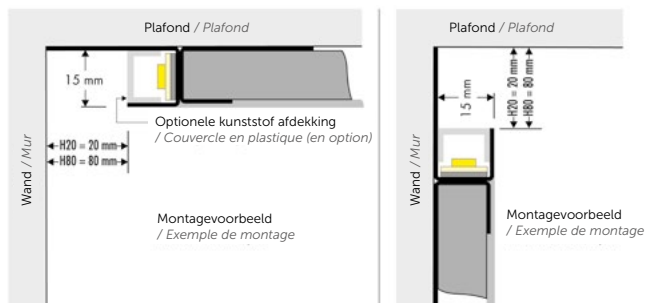 Plafond / Plafond
15 mm
Optionele kunststof afdekking
/ Couvercle en plastique (en option)
H20 = 20 mm
H80 = 80 mm
Wand / Mur
Montagevoorbeeld
/ Exemple de montage
Plafond / Plafond
15 mm
H20 = 20 mm
H80 = 80 mm
Wand / Mur
Montagevoorbeeld
/ Exemple de montage